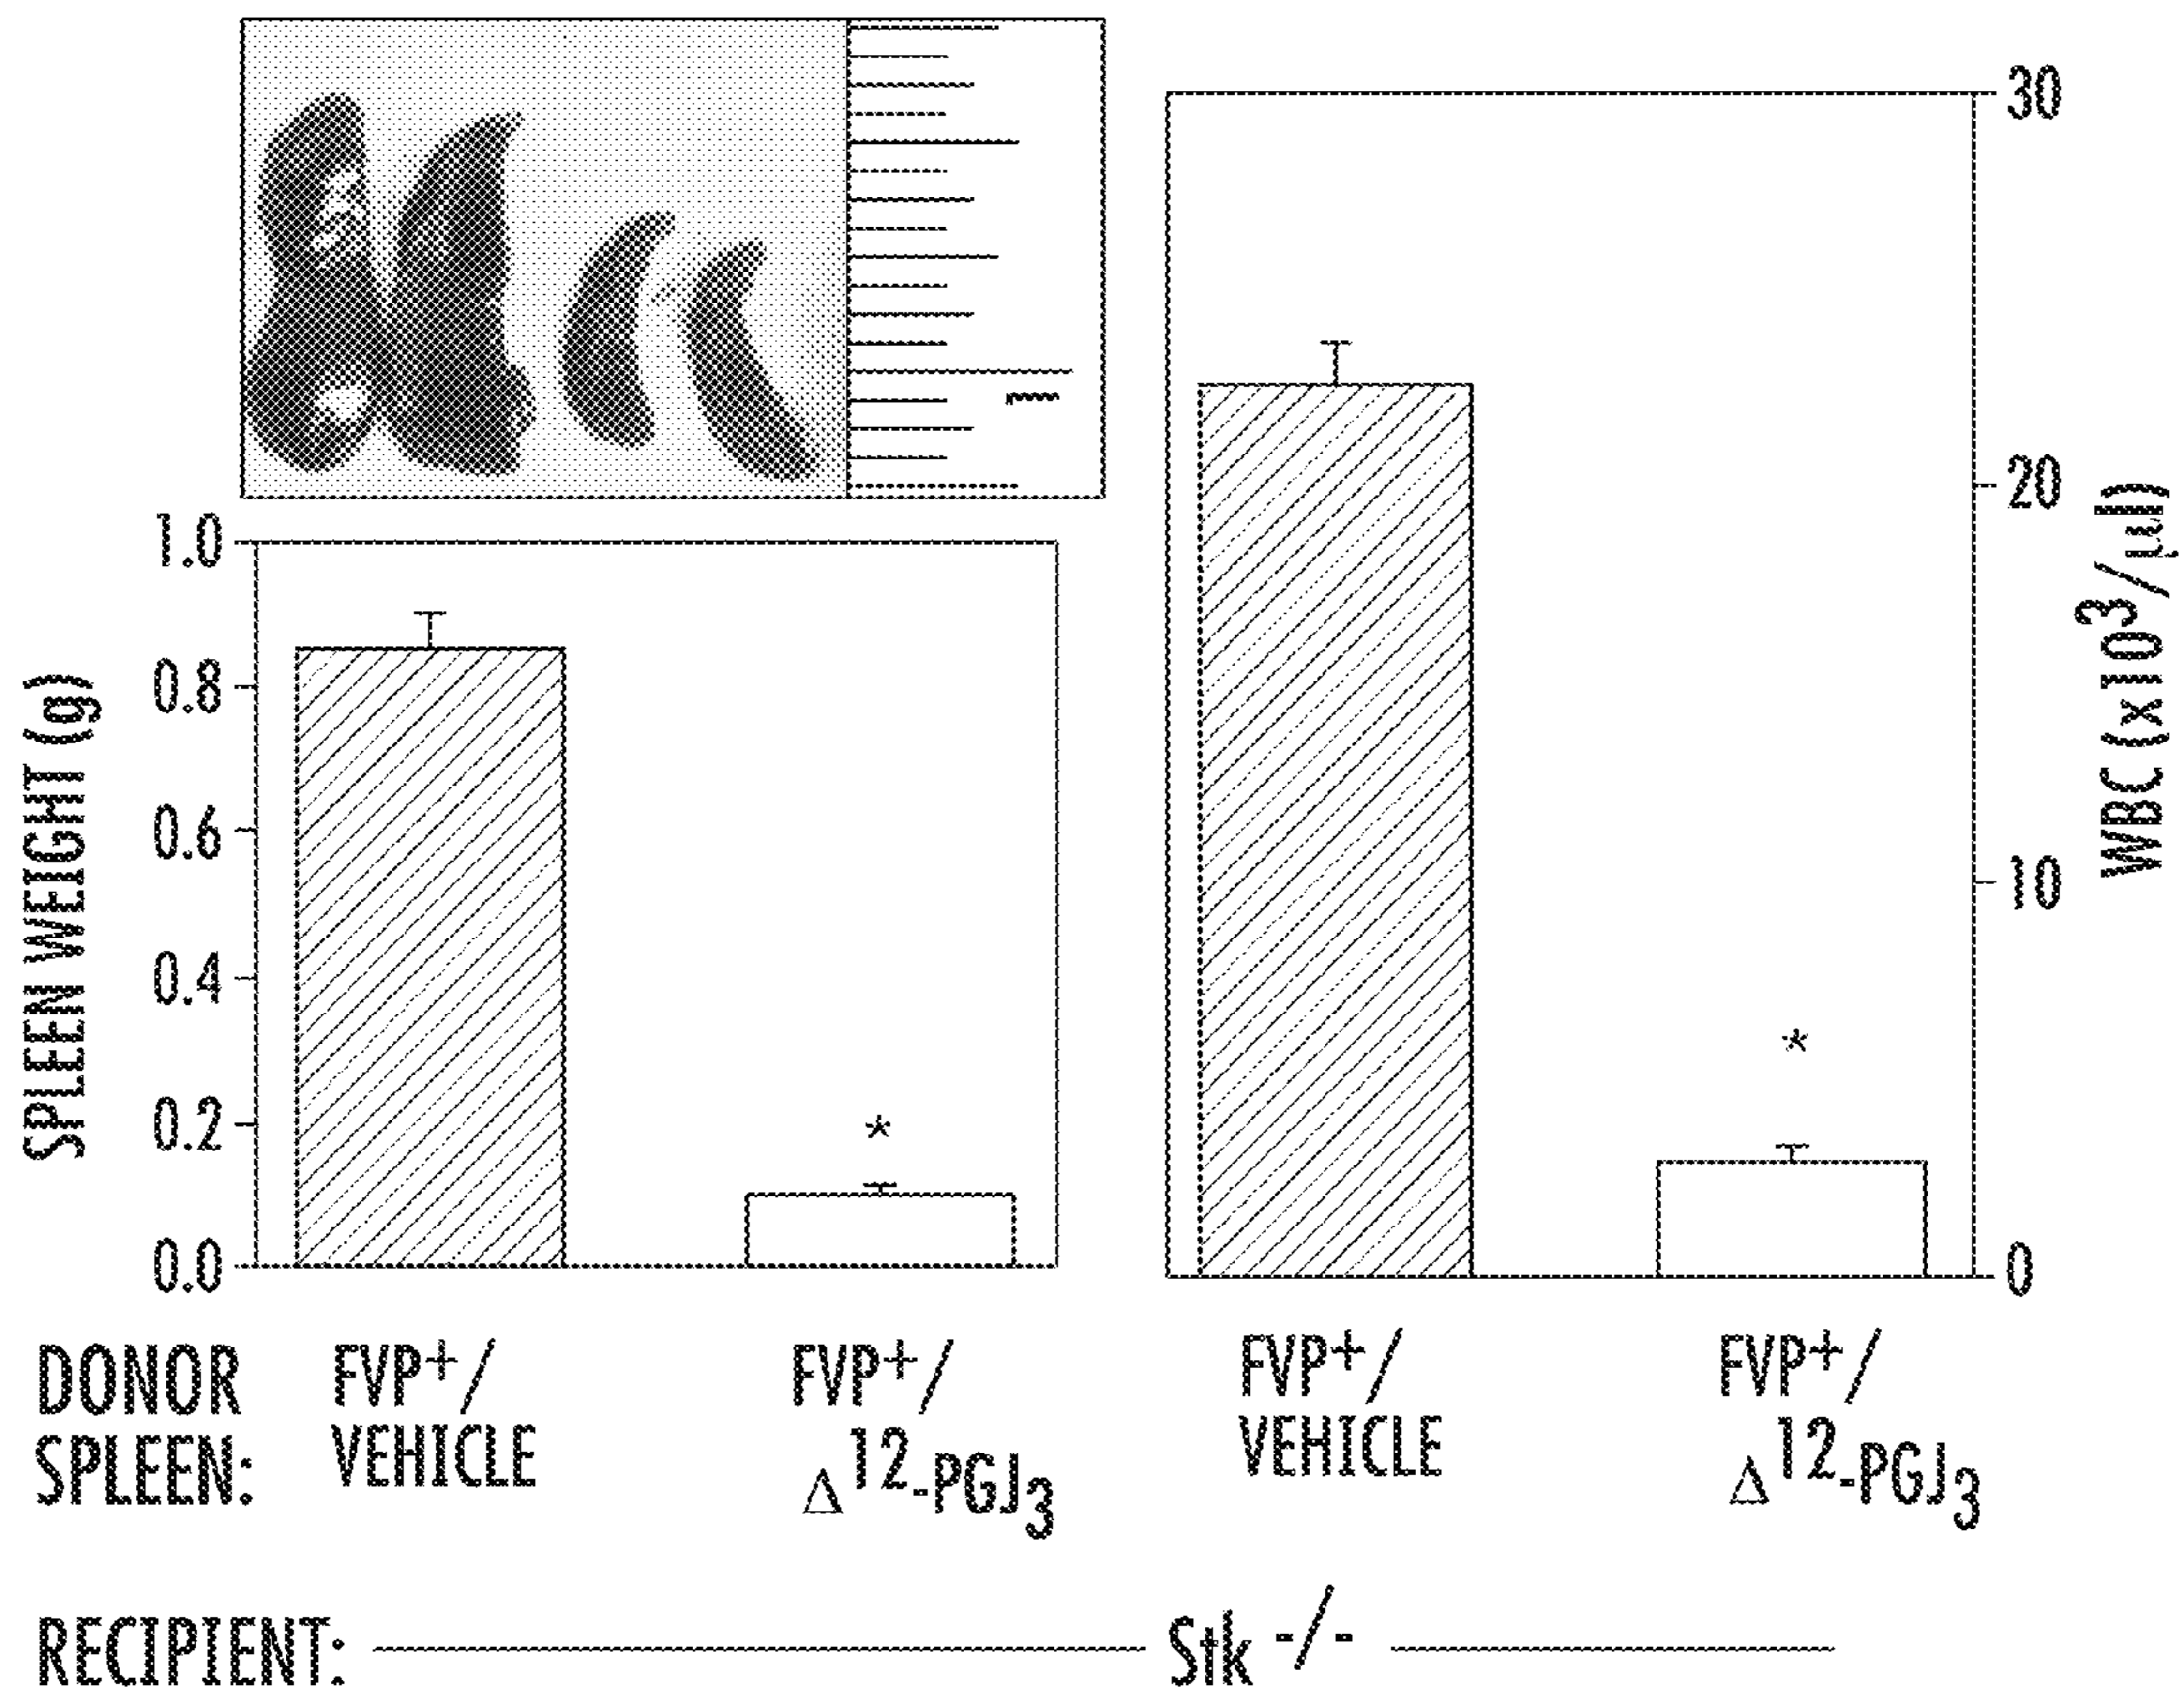 1.0
0.8
0.6
0.4
0.2
0.0
SPLEEN WEIGHT (g)
*
30
20
10
0
WBC (x10³/µl)
*
DONOR SPLEEN:
FVP⁺/
VEHICLE
FVP⁺/
Δ¹²-PGJ₃
FVP⁺/
VEHICLE
FVP⁺/
Δ¹²-PGJ₃
RECIPIENT: Stk -/-